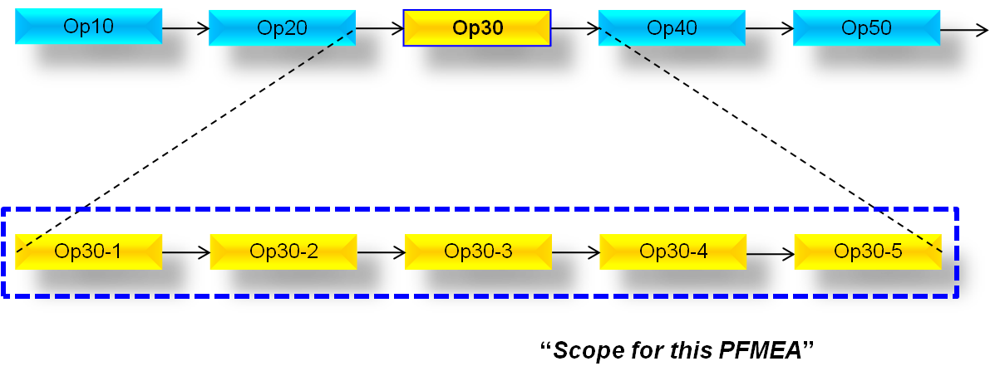 Op10
Op20
Op30
Op40
Op50
Op30-1
Op30-2
Op30-3
Op30-4
Op30-5
“Scope for this PFMEA”